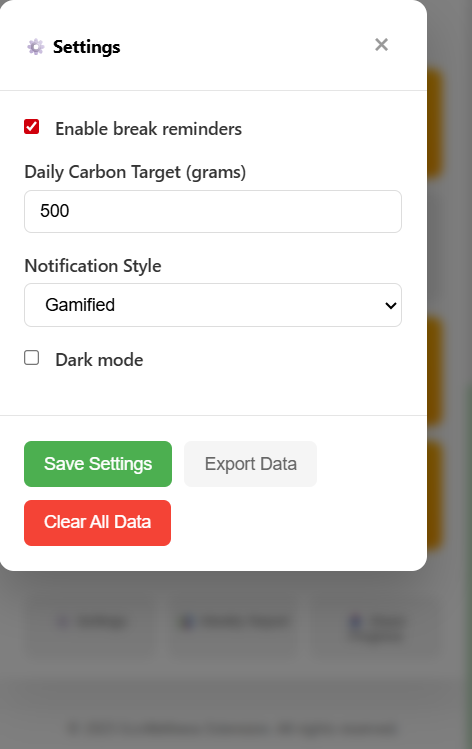 Settings
×
Enable break reminders
Daily Carbon Target (grams)
500
Notification Style
Gamified
Dark mode
Save Settings
Export Data
Clear All Data
Settings